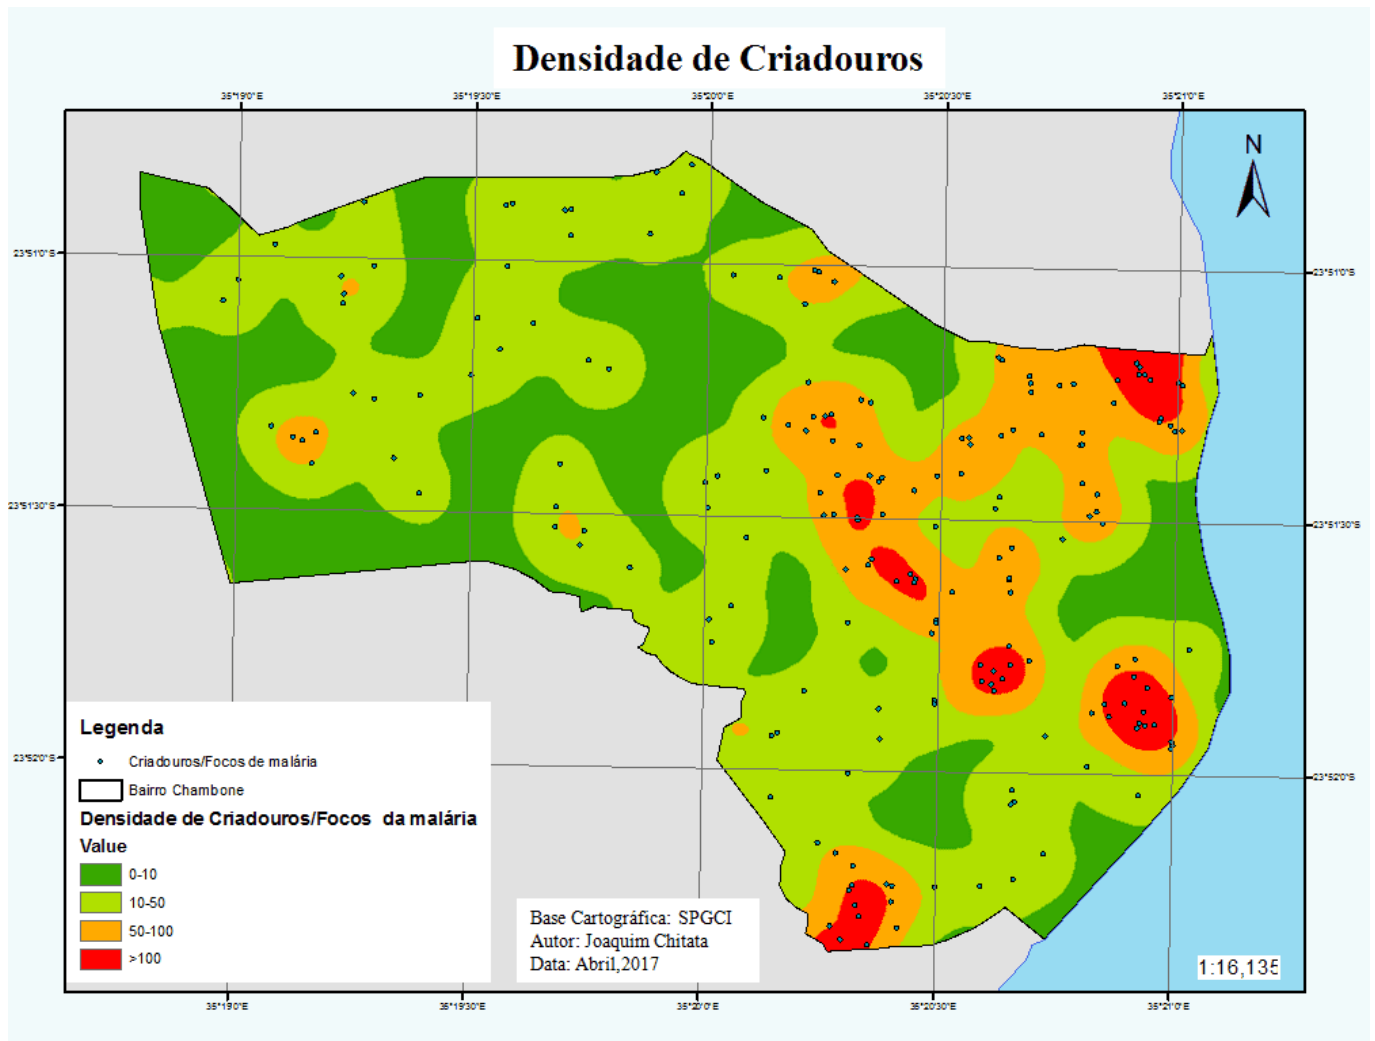 Densidade de Criadouros
35°19'0"E 35°19'30"E 35°20'0"E 35°20'30"E 35°21'0"E
N
23°51'0"S 23°51'0"S
23°51'30"S 23°51'30"S
23°52'0"S 23°52'0"S
Legenda
Criadouros/Focos de malária
Bairro Chambone
Densidade de Criadouros/Focos da malária
Value
0-10
10-50
50-100
>100
Base Cartográfica: SPGCI
Autor: Joaquim Chitata
Data: Abril,2017
1:16,135
35°19'0"E 35°19'30"E 35°20'0"E 35°20'30"E 35°21'0"E